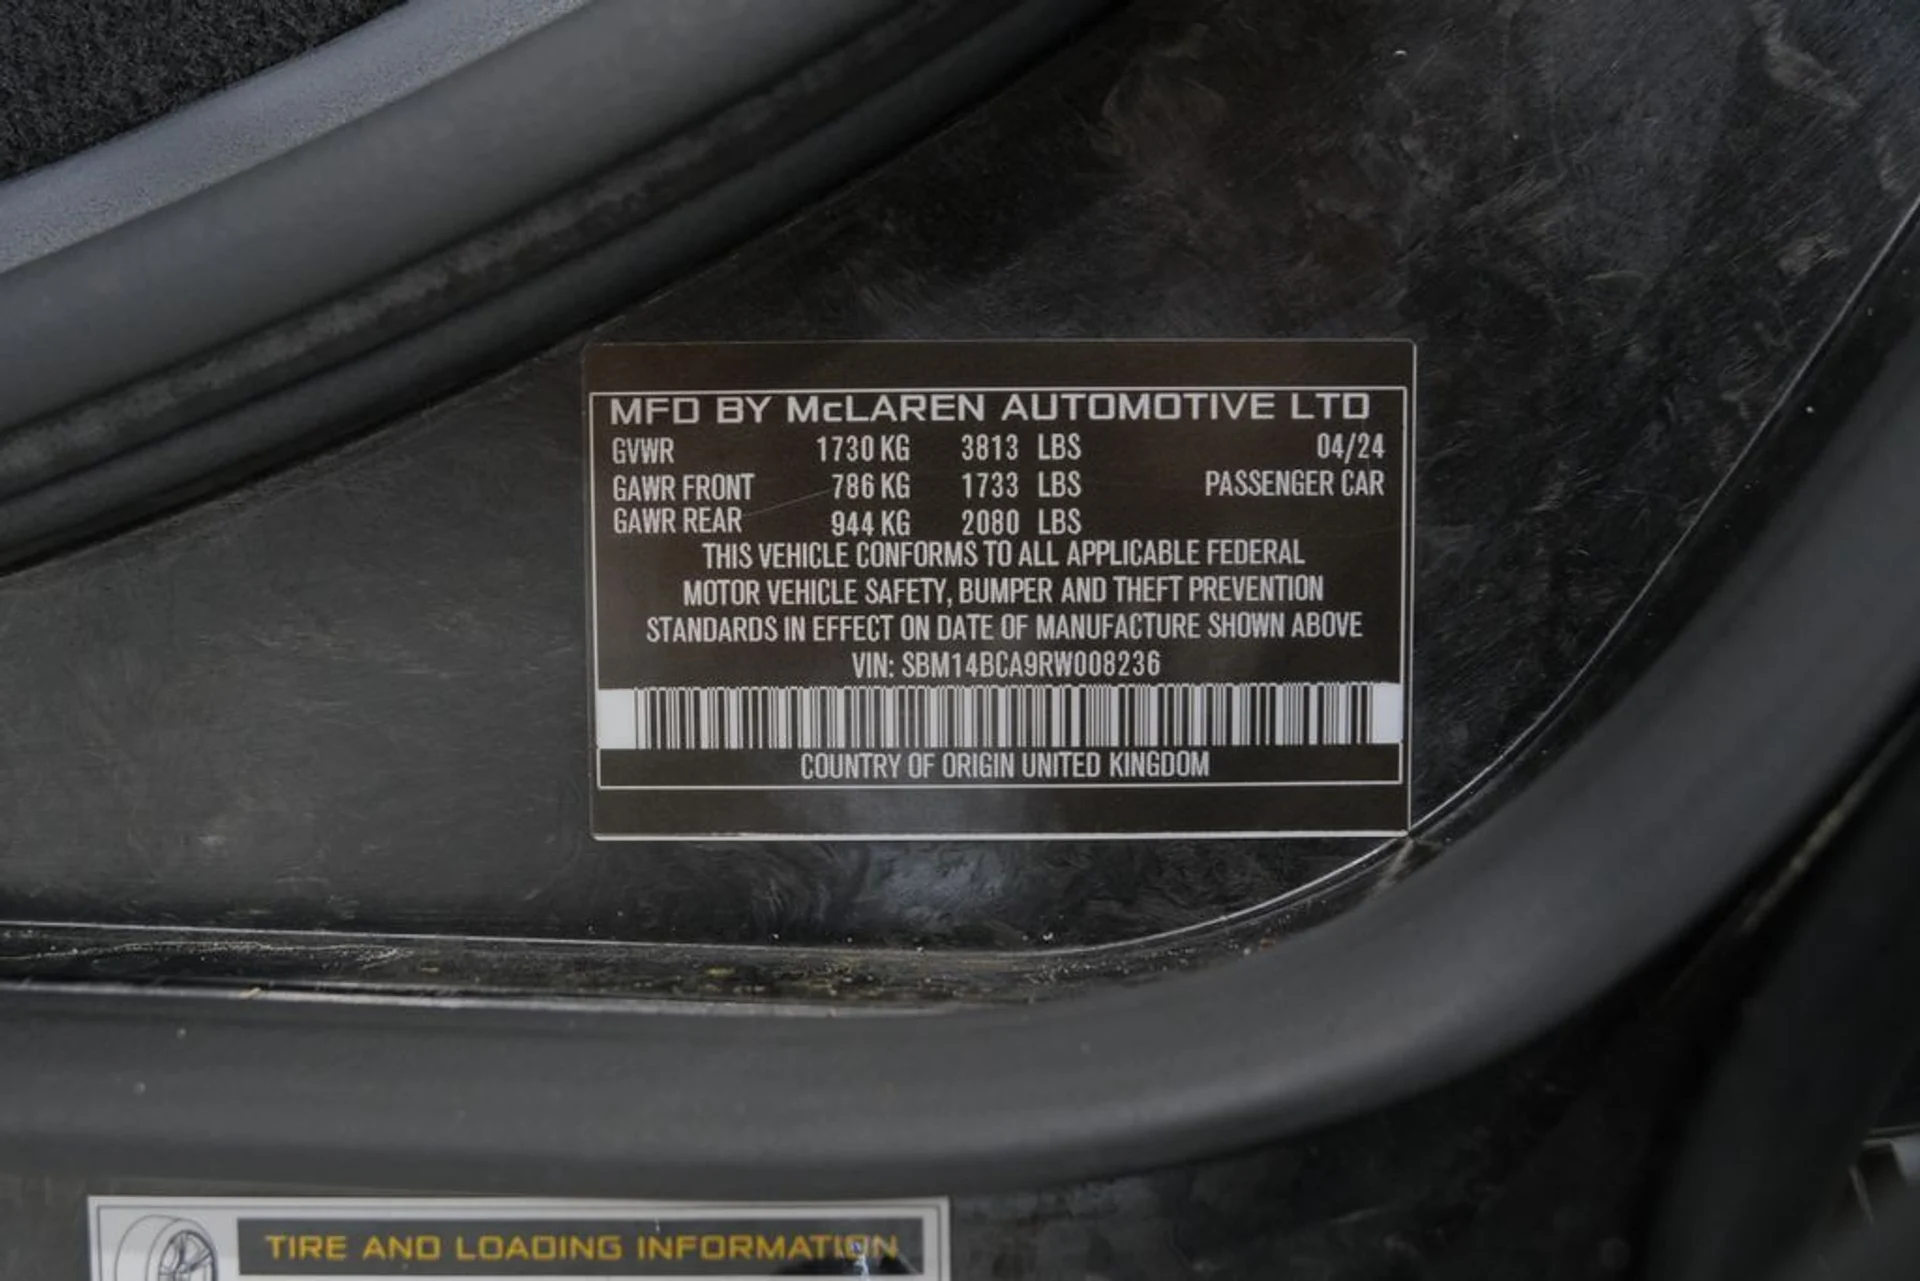 MFD BY McLAREN AUTOMOTIVE LTD
GVWR 1730 KG 3813 LBS 04/24
GAWR FRONT 786 KG 1733 LBS PASSENGER CAR
GAWR REAR 944 KG 2080 LBS
THIS VEHICLE CONFORMS TO ALL APPLICABLE FEDERAL
MOTOR VEHICLE SAFETY, BUMPER AND THEFT PREVENTION
STANDARDS IN EFFECT ON DATE OF MANUFACTURE SHOWN ABOVE
VIN: SBM14BCA9RW008236
COUNTRY OF ORIGIN UNITED KINGDOM
TIRE AND LOADING INFORMATION